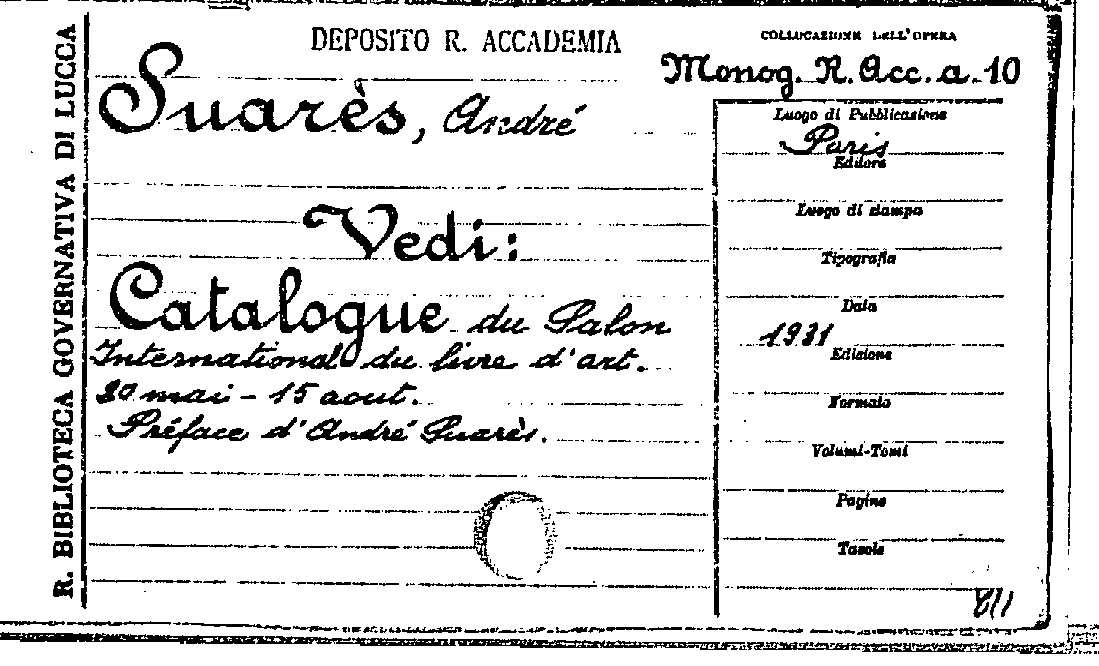 R. BIBLIOTECA GOVERNATIVA DI LUCCA
DEPOSITO R. ACCADEMIA
COLLOCAZIONE DELL'OPERA
Monog. R. Acc. a. 10
Suarès, André
Vedi:
Catalogue du Salon
International du livre d'art.
20 mai - 15 aout.
Préface d'André Suarès.
Luogo di Pubblicazione
Paris
Editore
Luogo di stampa
Tipografia
Data
1931
Edizione
Formato
Volumi-Tomi
Pagine
Tavole